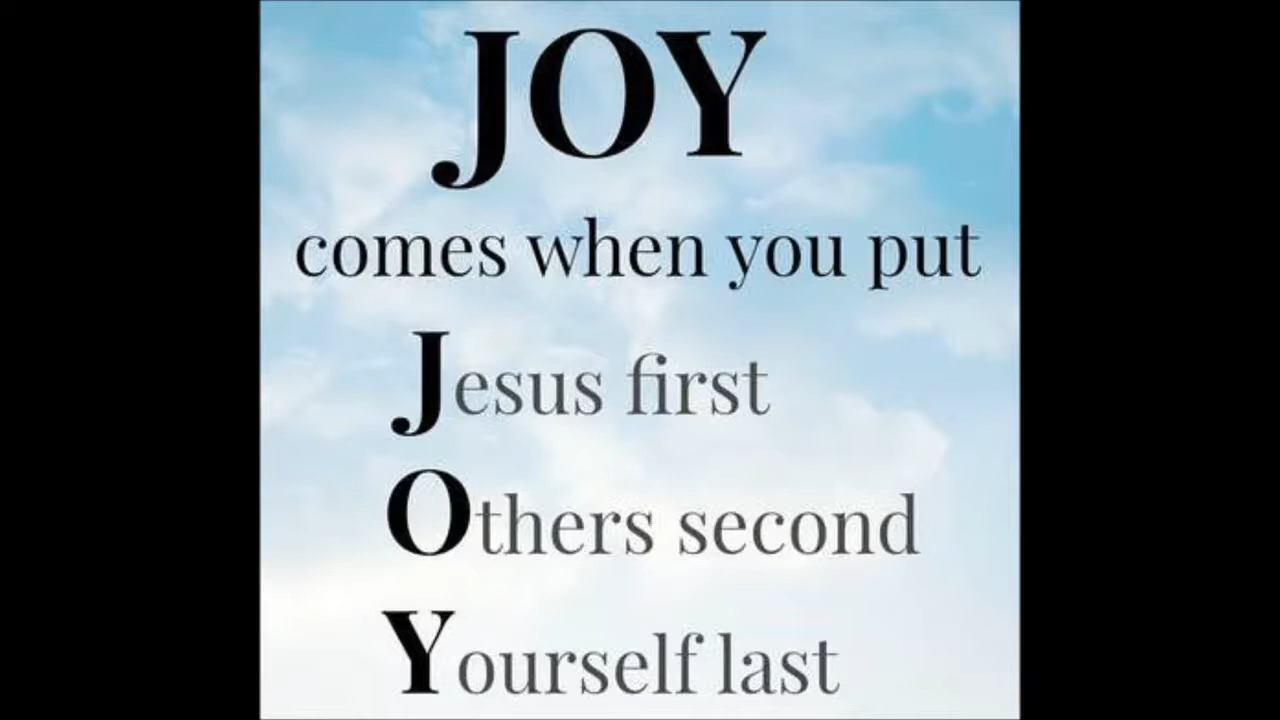 JOY
comes when you put
Jesus first
Others second
Yourself last